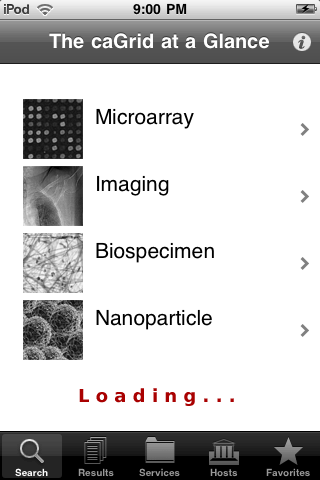 iPod 9:00 PM
The caGrid at a Glance
Microarray
Imaging
Biospecimen
Nanoparticle
Loading...
Search Results Services Hosts Favorites